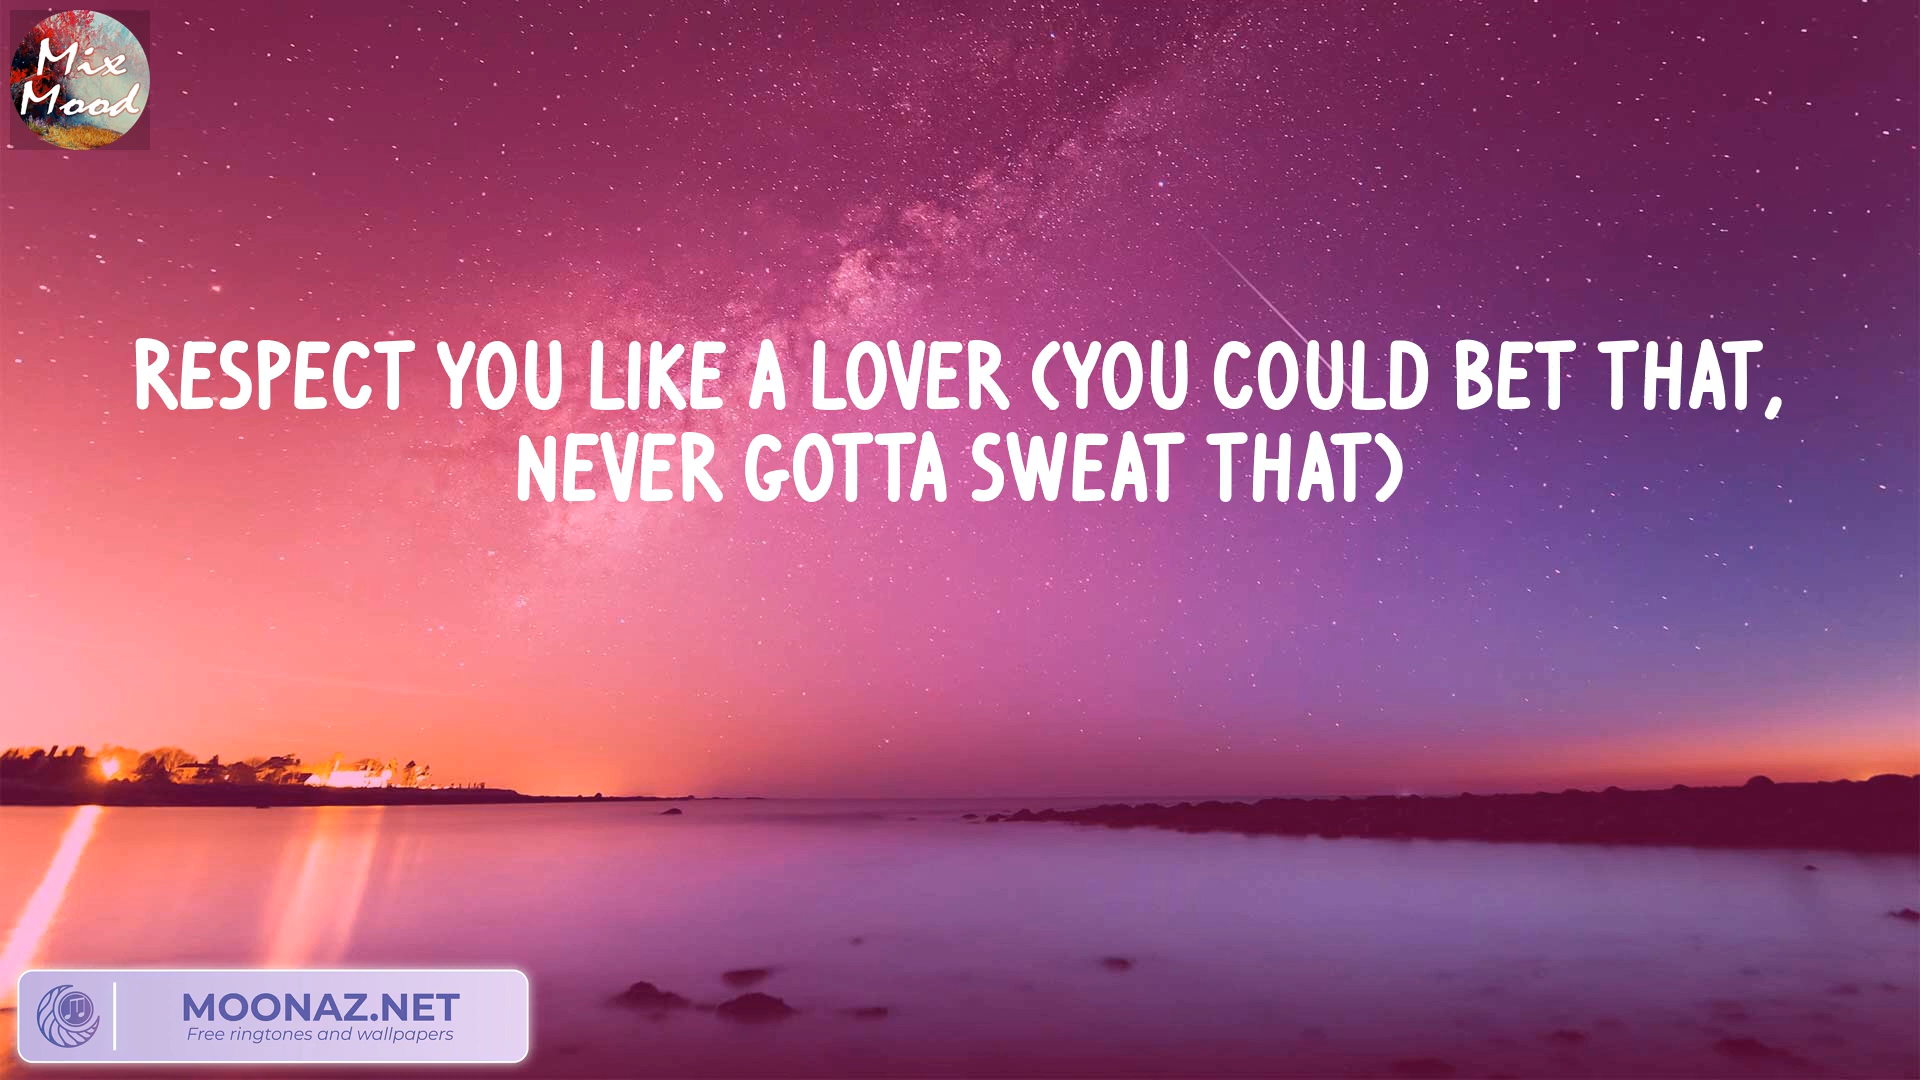 Mix
Mood
RESPECT YOU LIKE A LOVER (YOU COULD BET THAT,
NEVER GOTTA SWEAT THAT)
MOONAZ.NET
Free ringtones and wallpapers